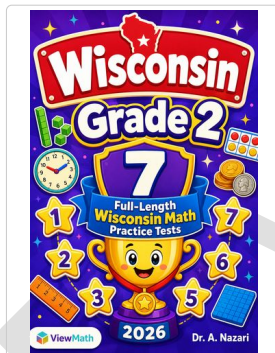 Wisconsin
Grade 2
7
Full-Length
Wisconsin Math
Practice Tests
1
7
2
6
3
5
2026
ViewMath
Dr. A. Nazari